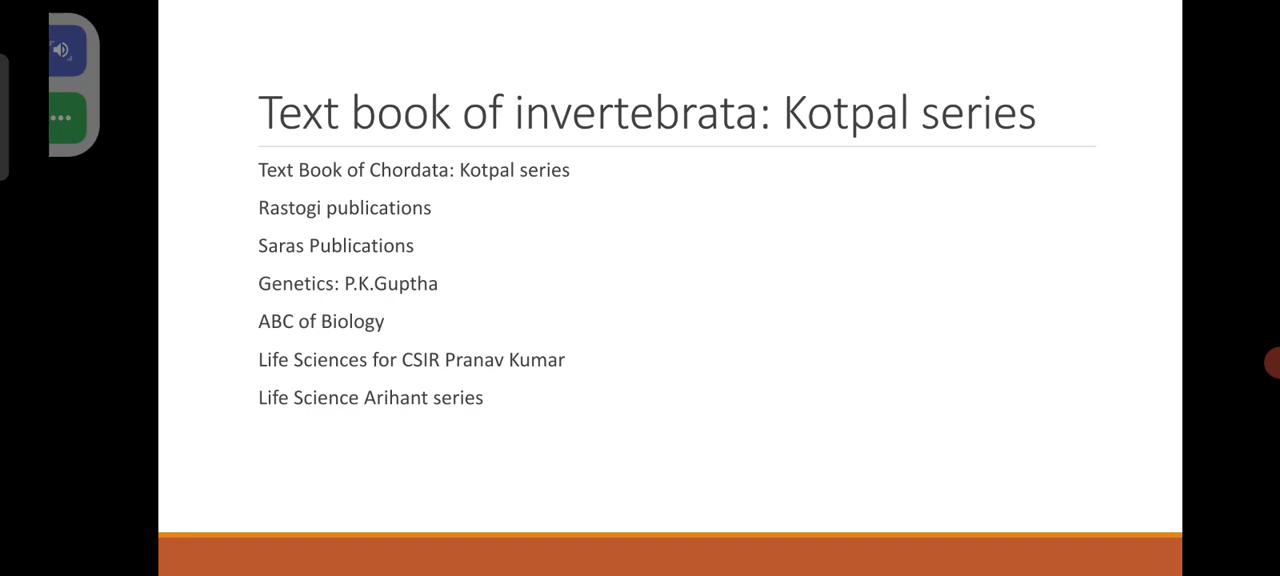 Text book of invertebrata: Kotpal series
Text Book of Chordata: Kotpal series
Rastogi publications
Saras Publications
Genetics: P.K.Guptha
ABC of Biology
Life Sciences for CSIR Pranav Kumar
Life Science Arihant series